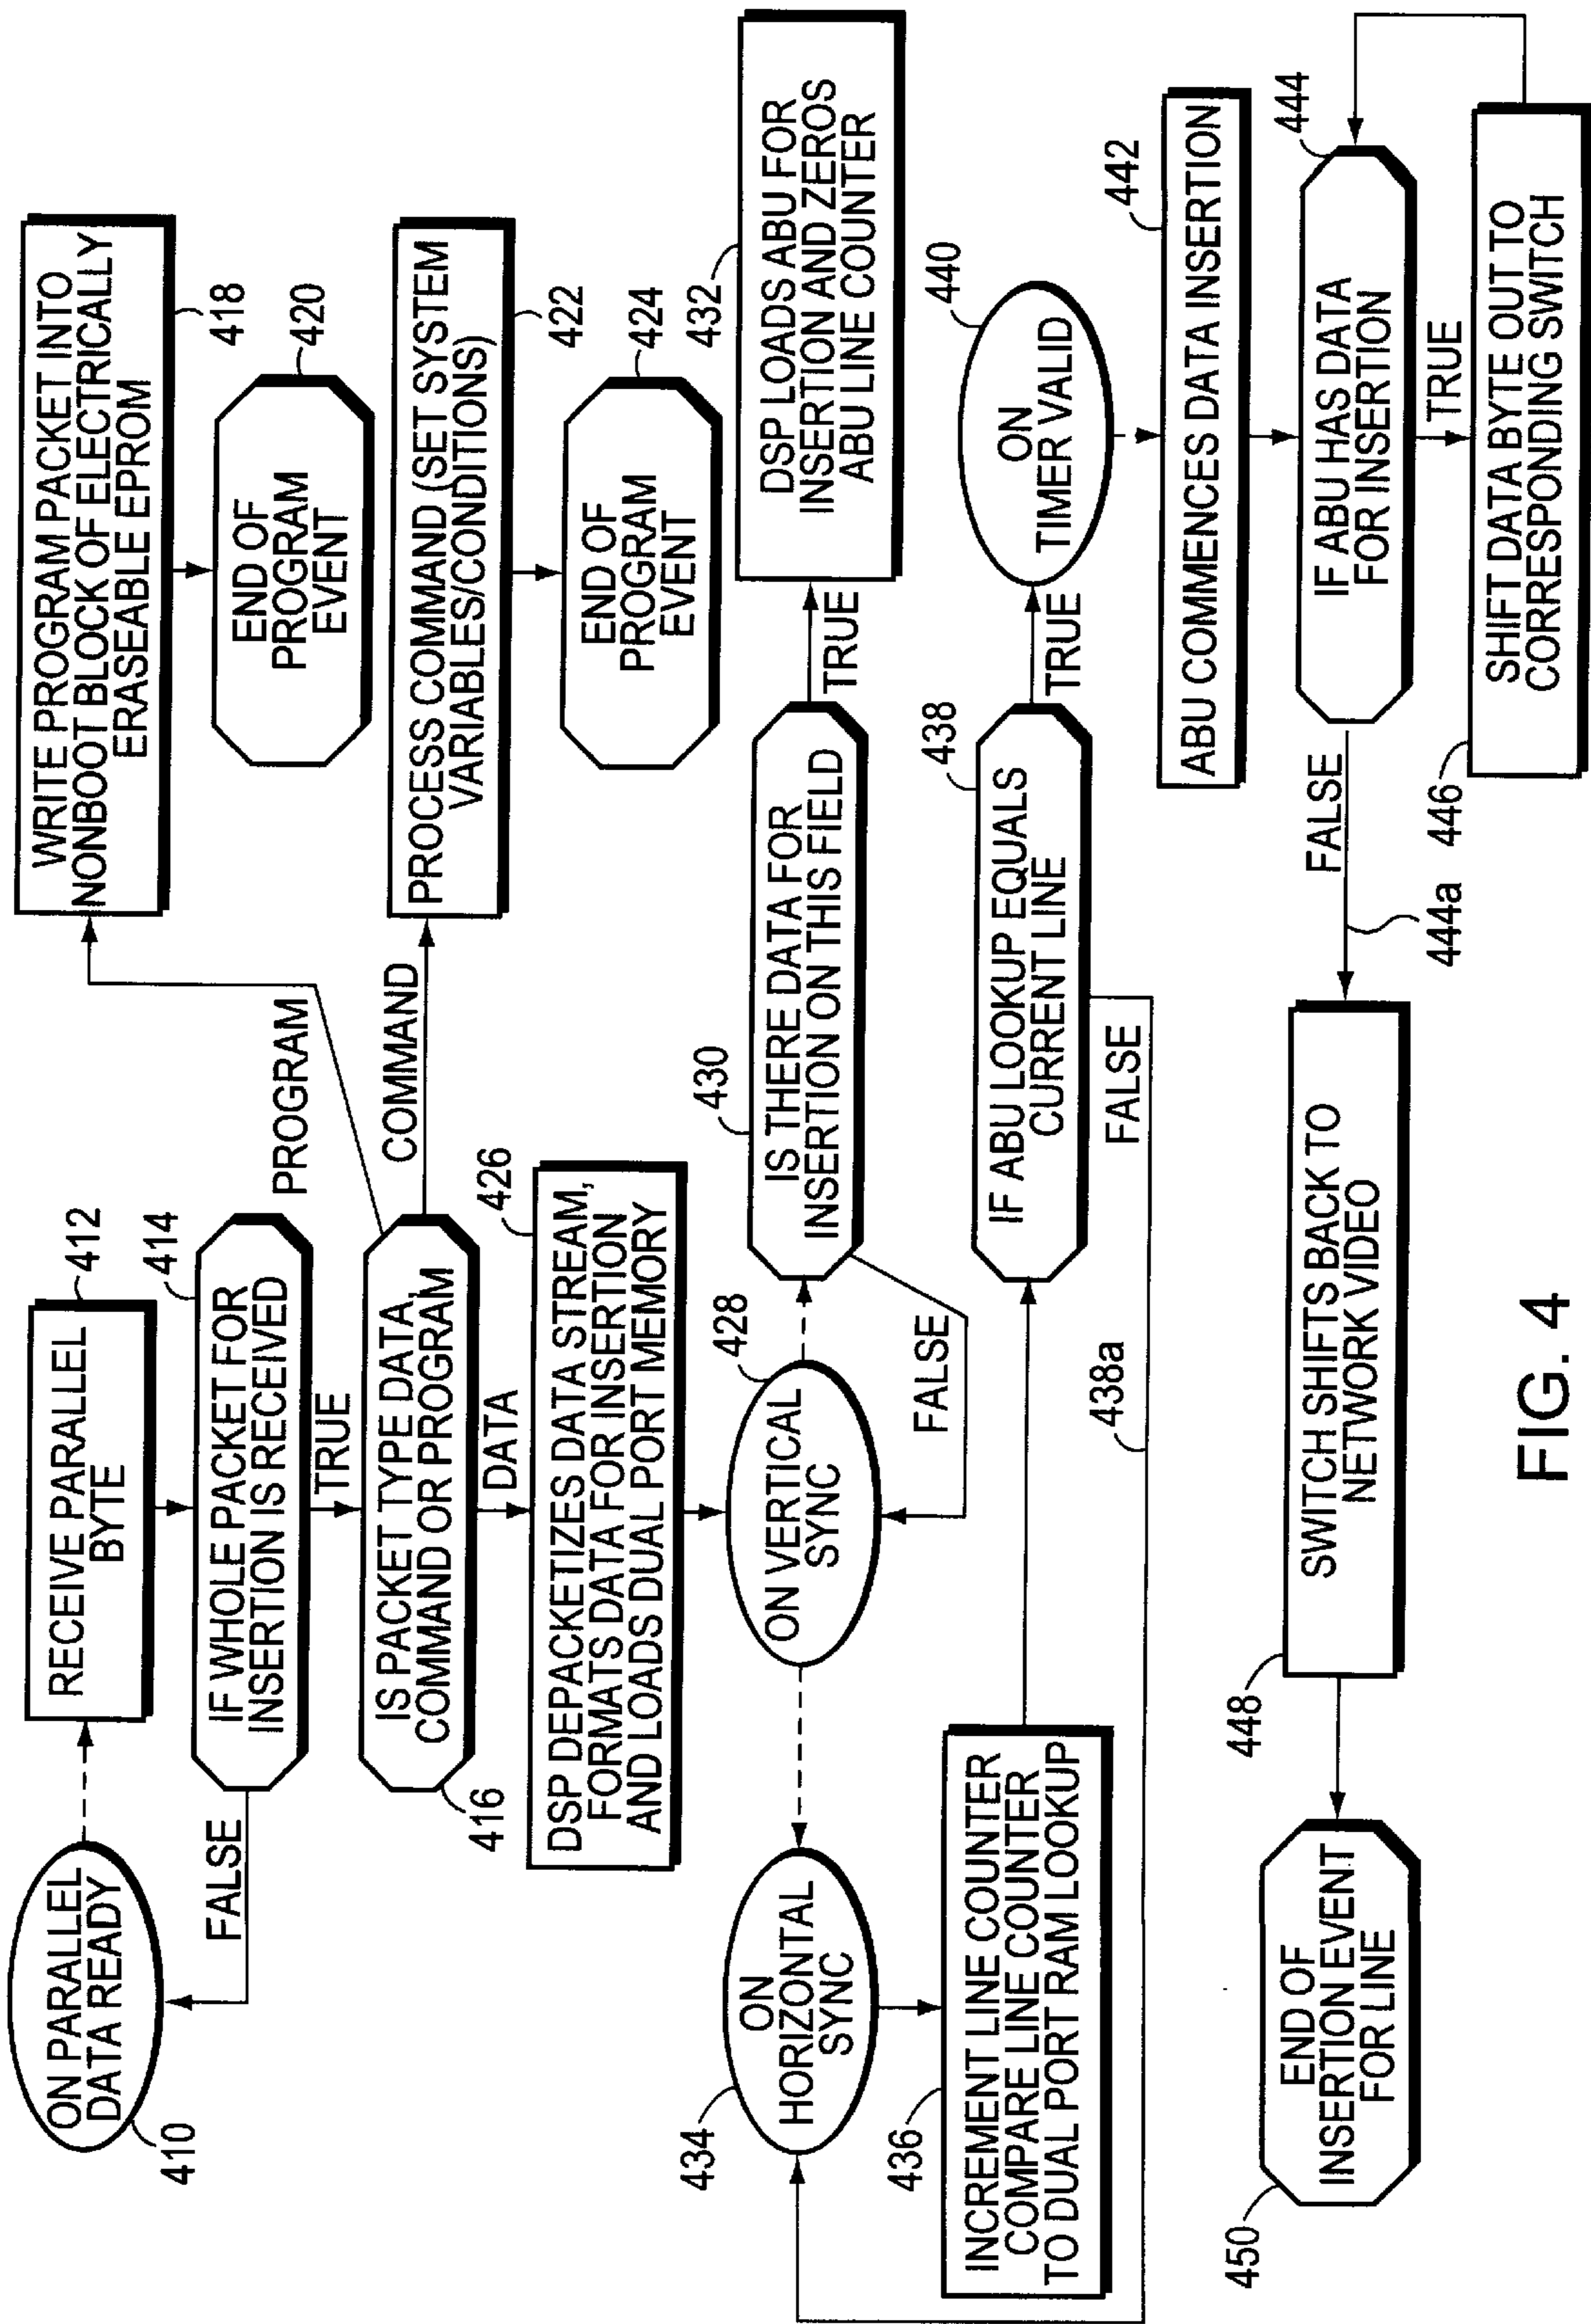 ON PARALLEL
DATA READY
410
RECEIVE PARALLEL
BYTE
412
FALSE
IF WHOLE PACKET FOR
INSERTION IS RECEIVED
414
TRUE
IS PACKET TYPE DATA,
COMMAND OR PROGRAM
416
PROGRAM
WRITE PROGRAM PACKET INTO
NONBOOT BLOCK OF ELECTRICALLY
ERASEABLE EPROM
418
END OF
PROGRAM
EVENT
420
COMMAND
PROCESS COMMAND (SET SYSTEM
VARIABLES/CONDITIONS)
422
END OF
PROGRAM
EVENT
424
DATA
DSP DEPACKETIZES DATA STREAM,
FORMATS DATA FOR INSERTION
AND LOADS DUAL PORT MEMORY
426
ON VERTICAL
SYNC
428
IS THERE DATA FOR
INSERTION ON THIS FIELD
430
FALSE
TRUE
DSP LOADS ABU FOR
INSERTION AND ZEROS
ABU LINE COUNTER
432
ON
HORIZONTAL
SYNC
434
INCREMENT LINE COUNTER
COMPARE LINE COUNTER
TO DUAL PORT RAM LOOKUP
436
IF ABU LOOKUP EQUALS
CURRENT LINE
438
FALSE
438a
TRUE
ON
TIMER VALID
440
ABU COMMENCES DATA INSERTION
442
IF ABU HAS DATA
FOR INSERTION
444
TRUE
SHIFT DATA BYTE OUT TO
CORRESPONDING SWITCH
446
FALSE
444a
SWITCH SHIFTS BACK TO
NETWORK VIDEO
448
END OF
INSERTION EVENT
FOR LINE
450
FIG. 4